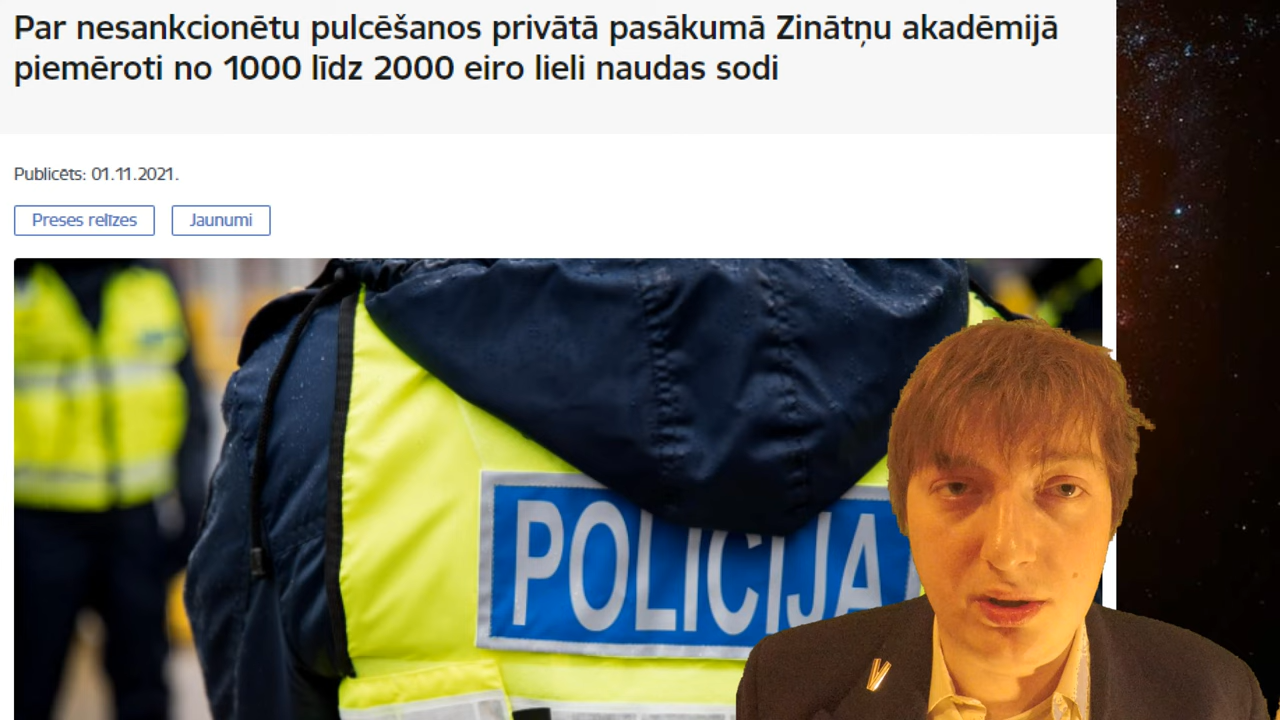 Par nesankcionētu pulcēšanos privātā pasākumā Zinātņu akadēmijā
piemēroti no 1000 līdz 2000 eiro lieli naudas sodi
Publicēts: 01.11.2021.
Preses relīzes
Jaunumi
POLICIJA